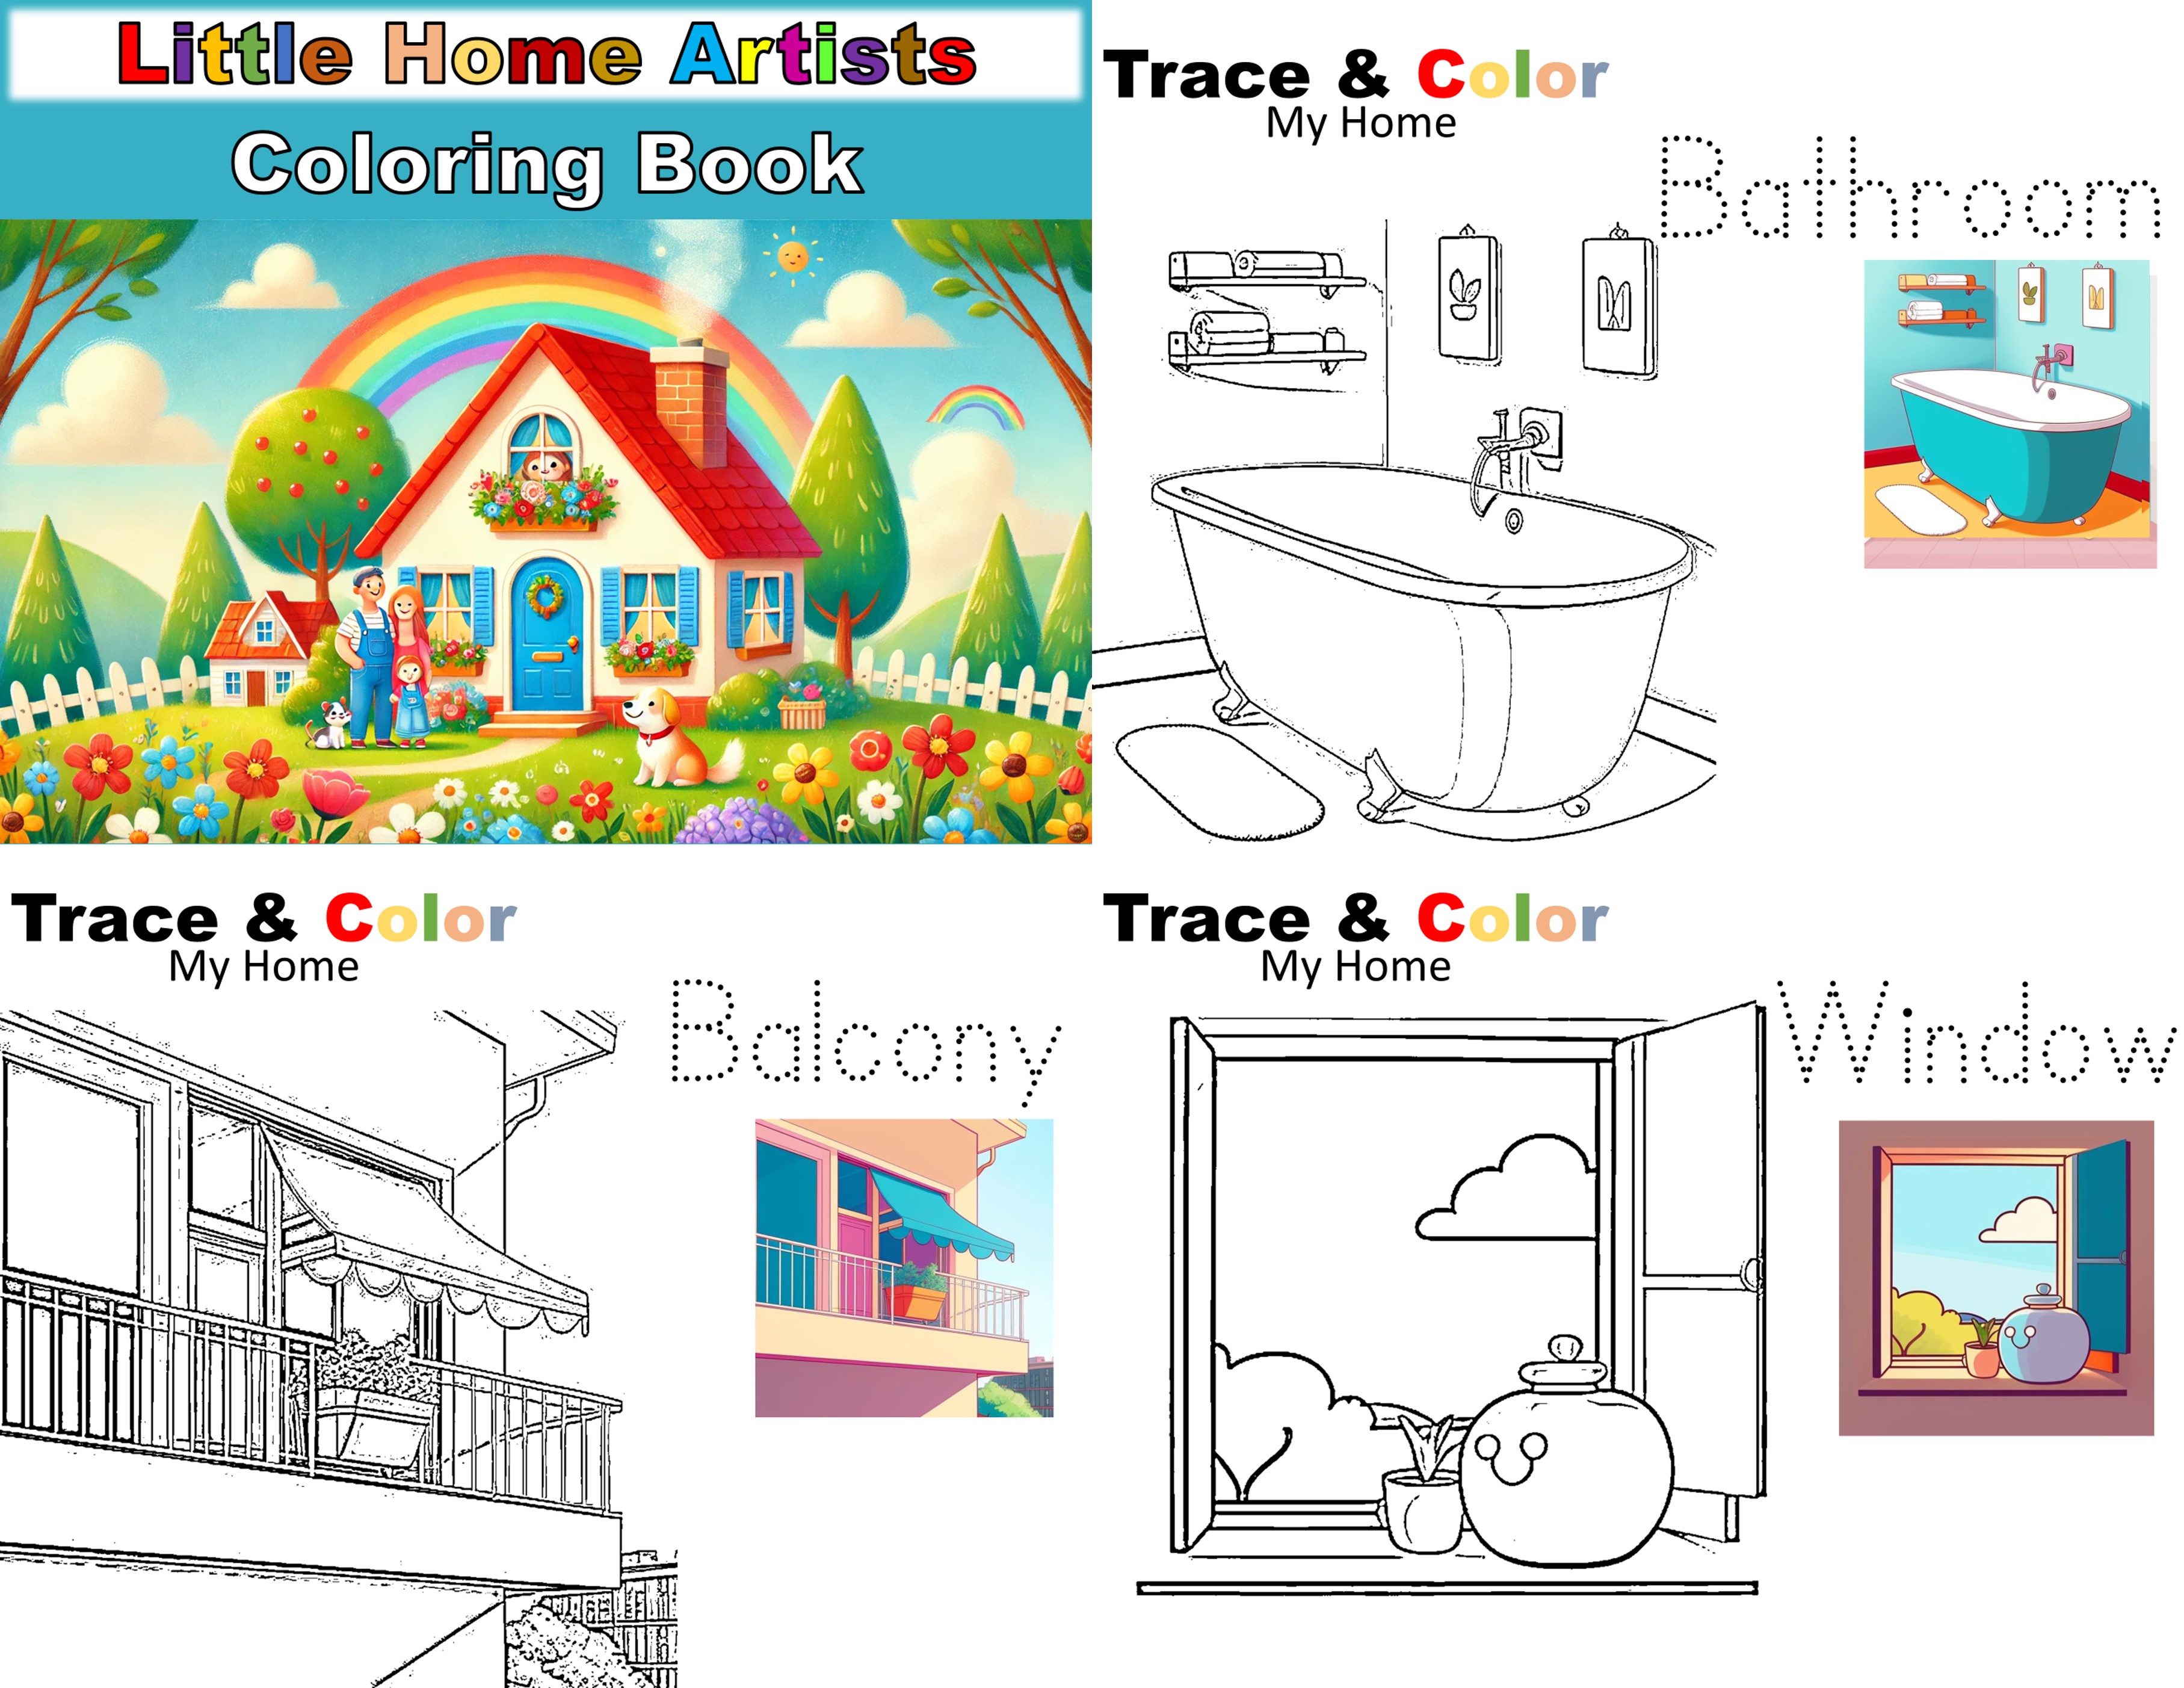 Little Home Artists
Coloring Book
Trace & Color
My Home
Bathroom
Trace & Color
My Home
Balcony
Trace & Color
My Home
Window